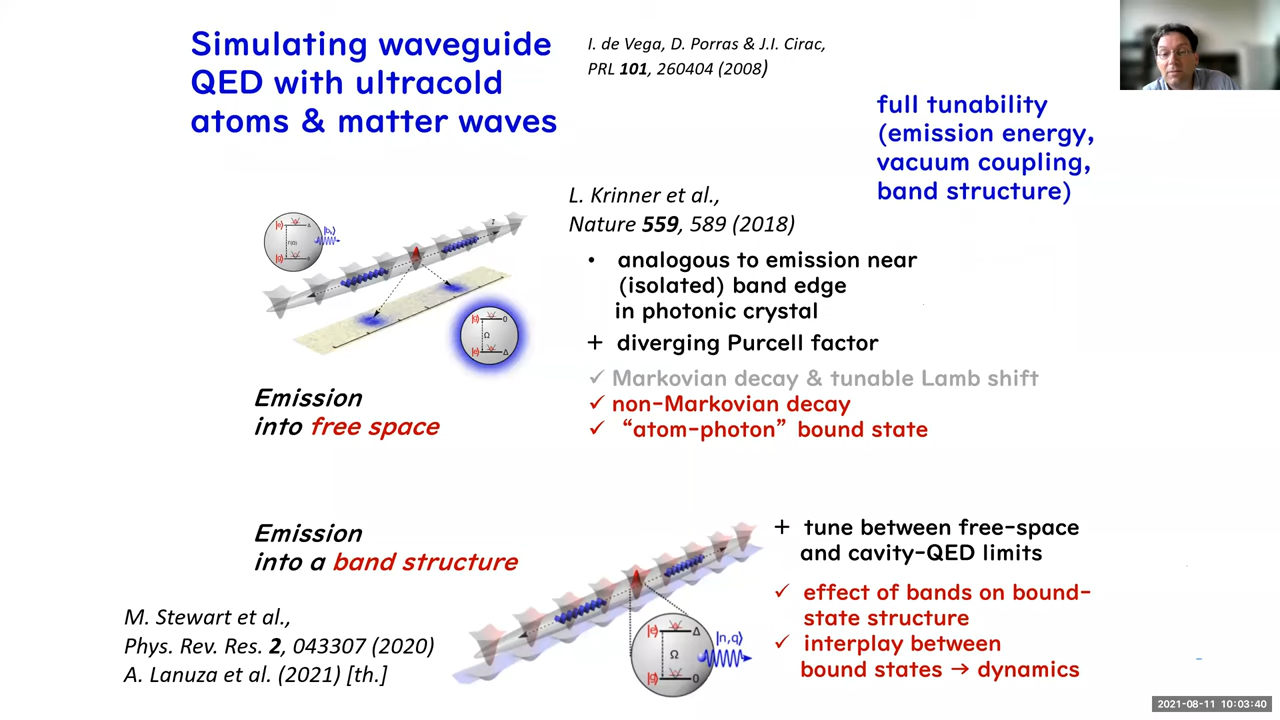 Simulating waveguide
QED with ultracold
atoms & matter waves
I. de Vega, D. Porras & J.I. Cirac,
PRL 101, 260404 (2008)
full tunability
(emission energy,
vacuum coupling,
band structure)
L. Krinner et al.,
Nature 559, 589 (2018)
• analogous to emission near
(isolated) band edge
in photonic crystal
+ diverging Purcell factor
✓ Markovian decay & tunable Lamb shift
✓ non-Markovian decay
✓ “atom-photon” bound state
z
|e⟩
Δ
|g⟩
|g⟩ 0
Ω
|e⟩ Δ
Emission
into free space
Emission
into a band structure
M. Stewart et al.,
Phys. Rev. Res. 2, 043307 (2020)
A. Lanuza et al. (2021) [th.]
|e⟩ Δ
|n,q⟩
Ω
|g⟩ 0
+ tune between free-space
and cavity-QED limits
✓ effect of bands on bound-
state structure
✓ interplay between
bound states → dynamics
2021-08-11 10:03:40